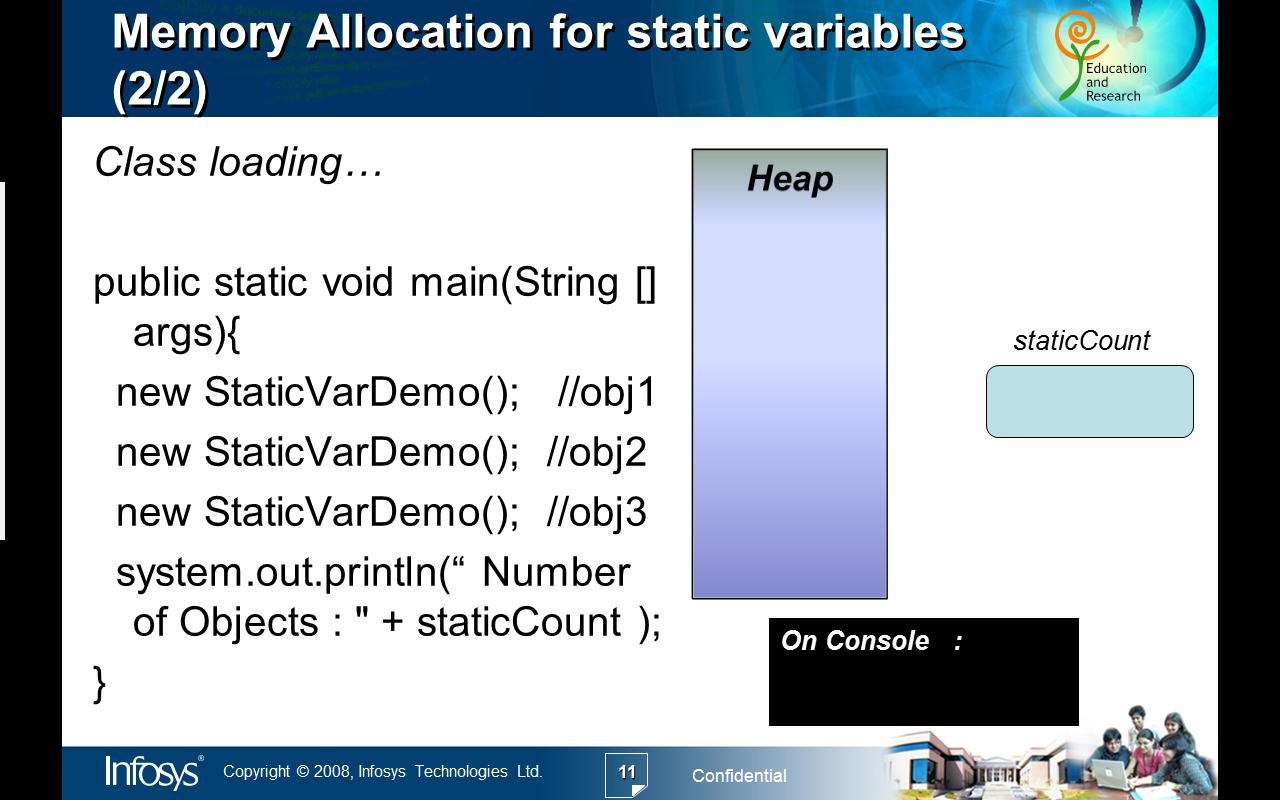 Memory Allocation for static variables
(2/2)
Education
and
Research
Class loading…
public static void main(String []
args){
new StaticVarDemo();   //obj1
new StaticVarDemo();  //obj2
new StaticVarDemo();  //obj3
system.out.println(“ Number
of Objects : " + staticCount );
}
Heap
staticCount
On Console   :
Infosys®
Copyright © 2008, Infosys Technologies Ltd.
11
Confidential